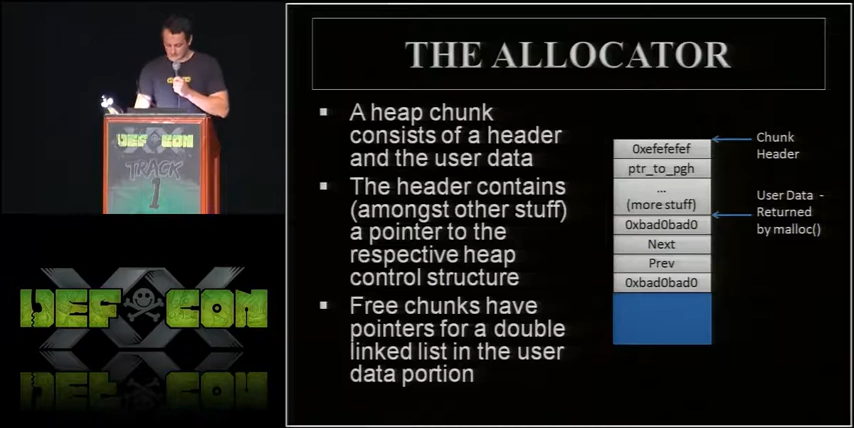 THE ALLOCATOR
▪ A heap chunk
consists of a header
and the user data
▪ The header contains
(amongst other stuff)
a pointer to the
respective heap
control structure
▪ Free chunks have
pointers for a double
linked list in the user
data portion
0xefefefef
ptr_to_pgh
...
(more stuff)
0xbad0bad0
Next
Prev
0xbad0bad0
Chunk
Header
User Data -
Returned
by malloc()
DEF CON
TRACK
1
XX
DEF CON